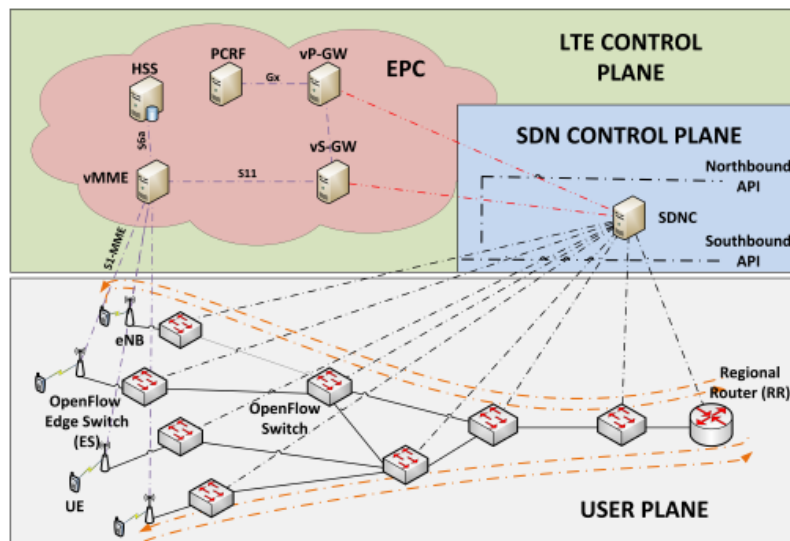 LTE CONTROL
PLANE
PCRF
vP-GW
HSS
EPC
Gx
SDN CONTROL PLANE
S6a
vS-GW
Northbound
API
vMME
S11
SDNC
S1-MME
Southbound
API
eNB
Regional
Router (RR)
OpenFlow
Edge Switch
(ES)
OpenFlow
Switch
UE
USER PLANE